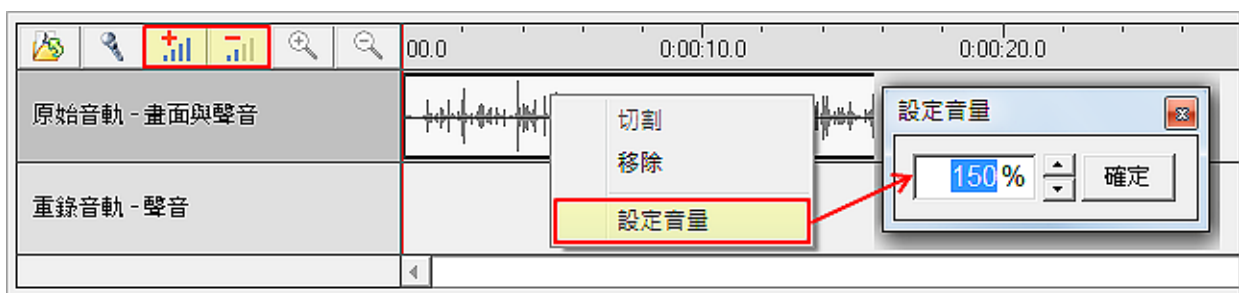 00.0
0:00:10.0
0:00:20.0
原始音軌 - 畫面與聲音
切割
移除
設定音量
設定音量
150 %
確定
重錄音軌 - 聲音